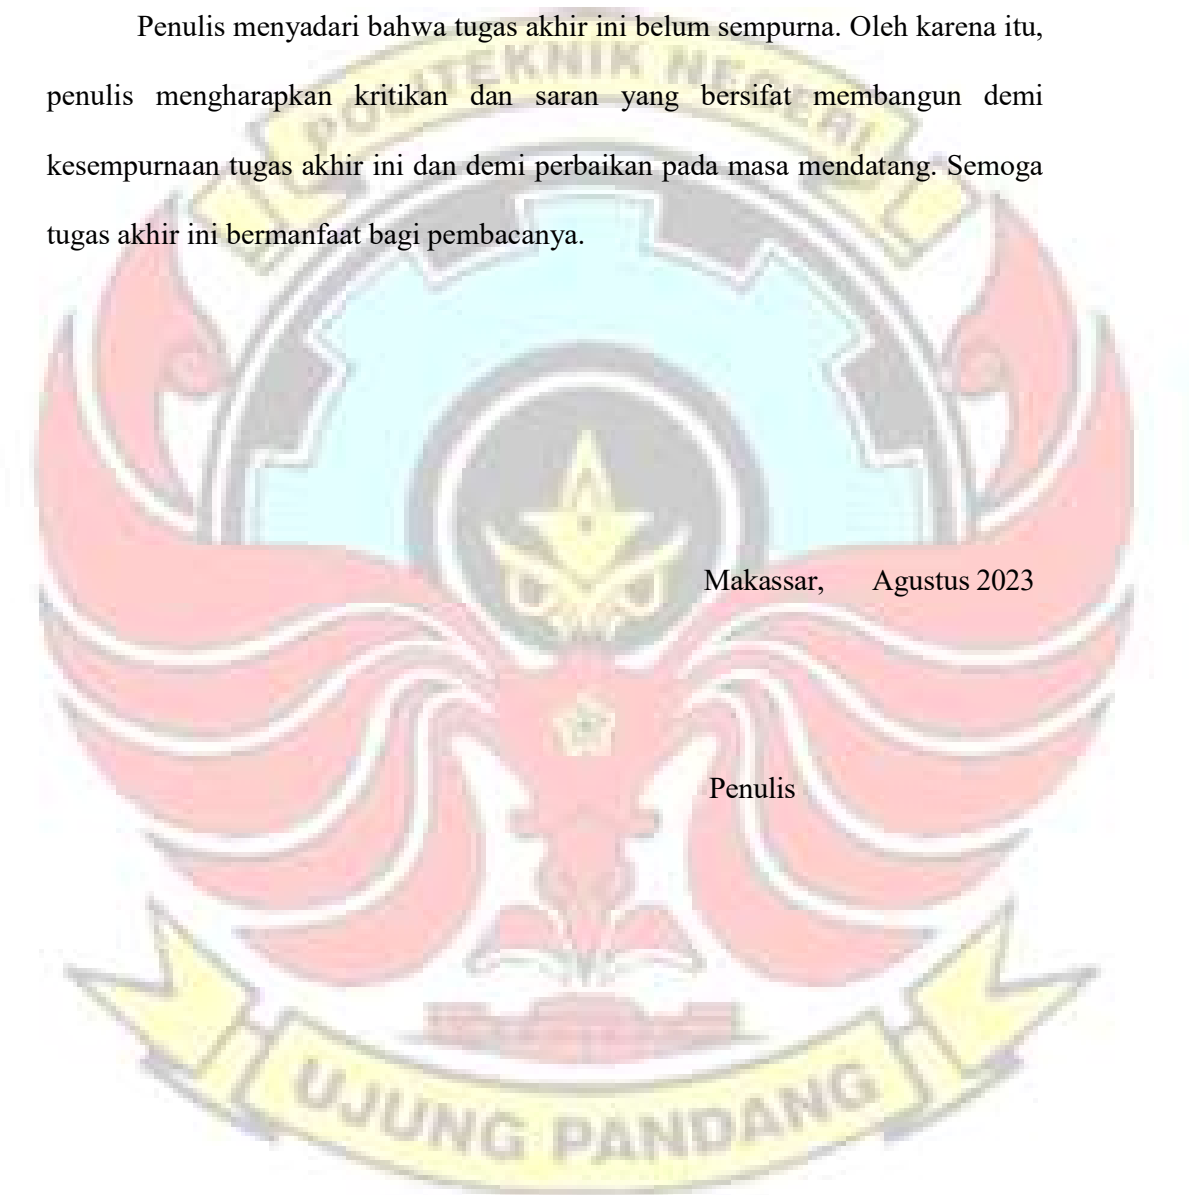 Penulis menyadari bahwa tugas akhir ini belum sempurna. Oleh karena itu,
POLITEKNIK NEGERI
penulis mengharapkan kritikan dan saran yang bersifat membangun demi
kesempurnaan tugas akhir ini dan demi perbaikan pada masa mendatang. Semoga
tugas akhir ini bermanfaat bagi pembacanya.
Makassar, Agustus 2023
Penulis
UJUNG PANDANG